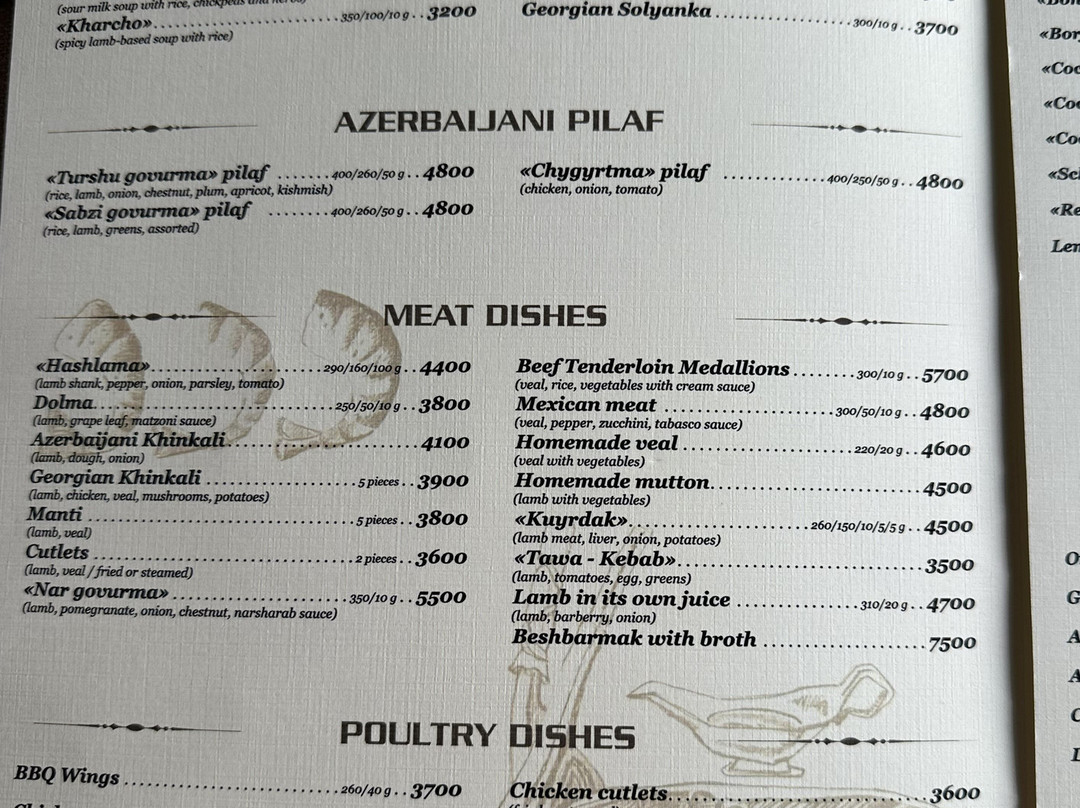 (sour milk soup with rice, chickpeas and herbs)
«Kharcho» 350/100/10 g . . 3200
(spicy lamb-based soup with rice)
Georgian Solyanka 300/10 g . . 3700
AZERBAIJANI PILAF
«Turshu govurma» pilaf 400/260/50 g . . 4800
(rice, lamb, onion, chestnut, plum, apricot, kishmish)
«Sabzi govurma» pilaf 400/260/50 g . . 4800
(rice, lamb, greens, assorted)
«Chygyrtma» pilaf 400/250/50 g . . 4800
(chicken, onion, tomato)
MEAT DISHES
«Hashlama» 290/160/100 g . . 4400
(lamb shank, pepper, onion, parsley, tomato)
Dolma 250/50/10 g . . 3800
(lamb, grape leaf, matzoni sauce)
Azerbaijani Khinkali 4100
(lamb, dough, onion)
Georgian Khinkali 5 pieces . . 3900
(lamb, chicken, veal, mushrooms, potatoes)
Manti 5 pieces . . 3800
(lamb, veal)
Cutlets 2 pieces . . 3600
(lamb, veal / fried or steamed)
«Nar govurma» 350/10 g . . 5500
(lamb, pomegranate, onion, chestnut, narsharab sauce)
Beef Tenderloin Medallions 300/10 g . . 5700
(veal, rice, vegetables with cream sauce)
Mexican meat 300/50/10 g . . 4800
(veal, pepper, zucchini, tabasco sauce)
Homemade veal 220/20 g . . 4600
(veal with vegetables)
Homemade mutton 4500
(lamb with vegetables)
«Kuyrdak» 260/150/10/5/5 g . . 4500
(lamb meat, liver, onion, potatoes)
«Tawa - Kebab» 3500
(lamb, tomatoes, egg, greens)
Lamb in its own juice 310/20 g . . 4700
(lamb, barberry, onion)
Beshbarmak with broth 7500
POULTRY DISHES
BBQ Wings 260/40 g . . 3700
Chicken cutlets 3600